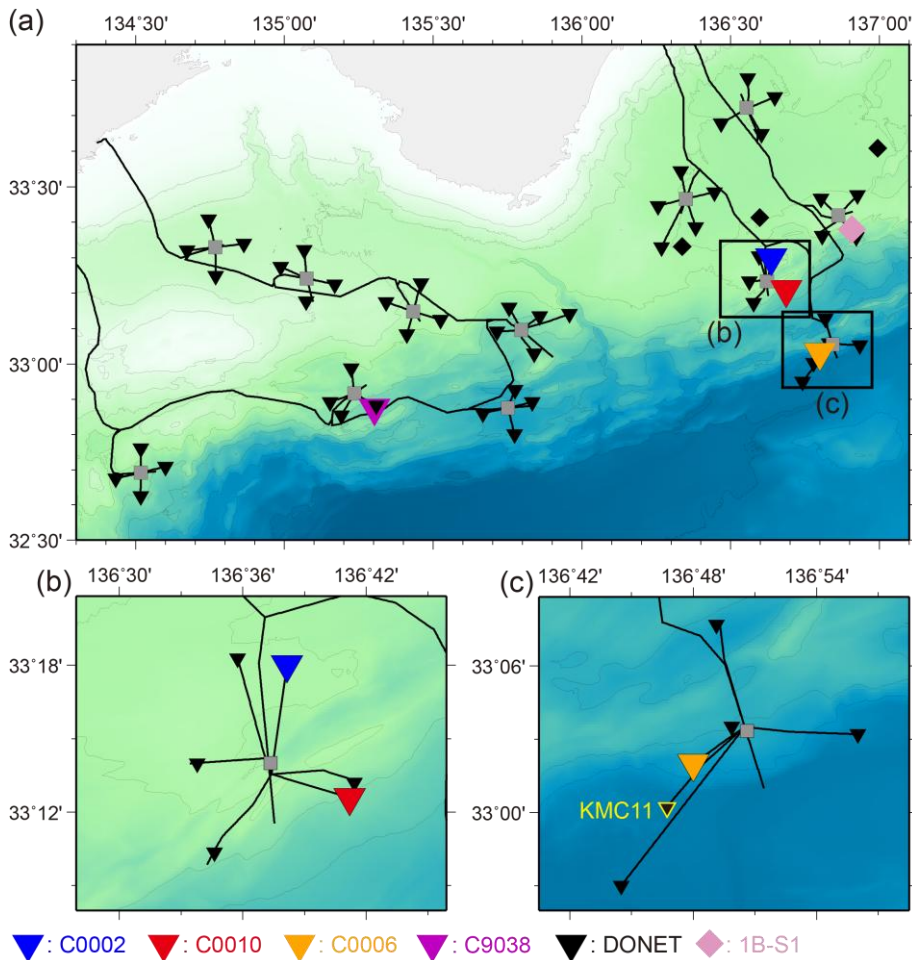 134°30' 135°00' 135°30' 136°00' 136°30' 137°00'
(a)
33°30'
33°00'
32°30'
(b)
(c)
(b)
136°30' 136°36' 136°42'
33°18'
33°12'
(c)
136°42' 136°48' 136°54'
33°06'
33°00'
KMC11
: C0002 : C0010 : C0006 : C9038 : DONET : 1B-S1